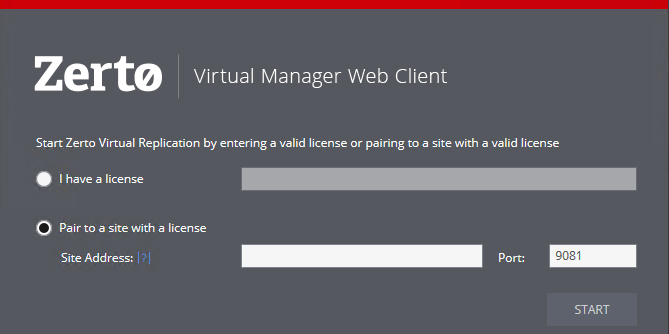 Zerto Virtual Manager Web Client
Start Zerto Virtual Replication by entering a valid license or pairing to a site with a valid license
I have a license
Pair to a site with a license
Site Address: [?] Port: 9081
START